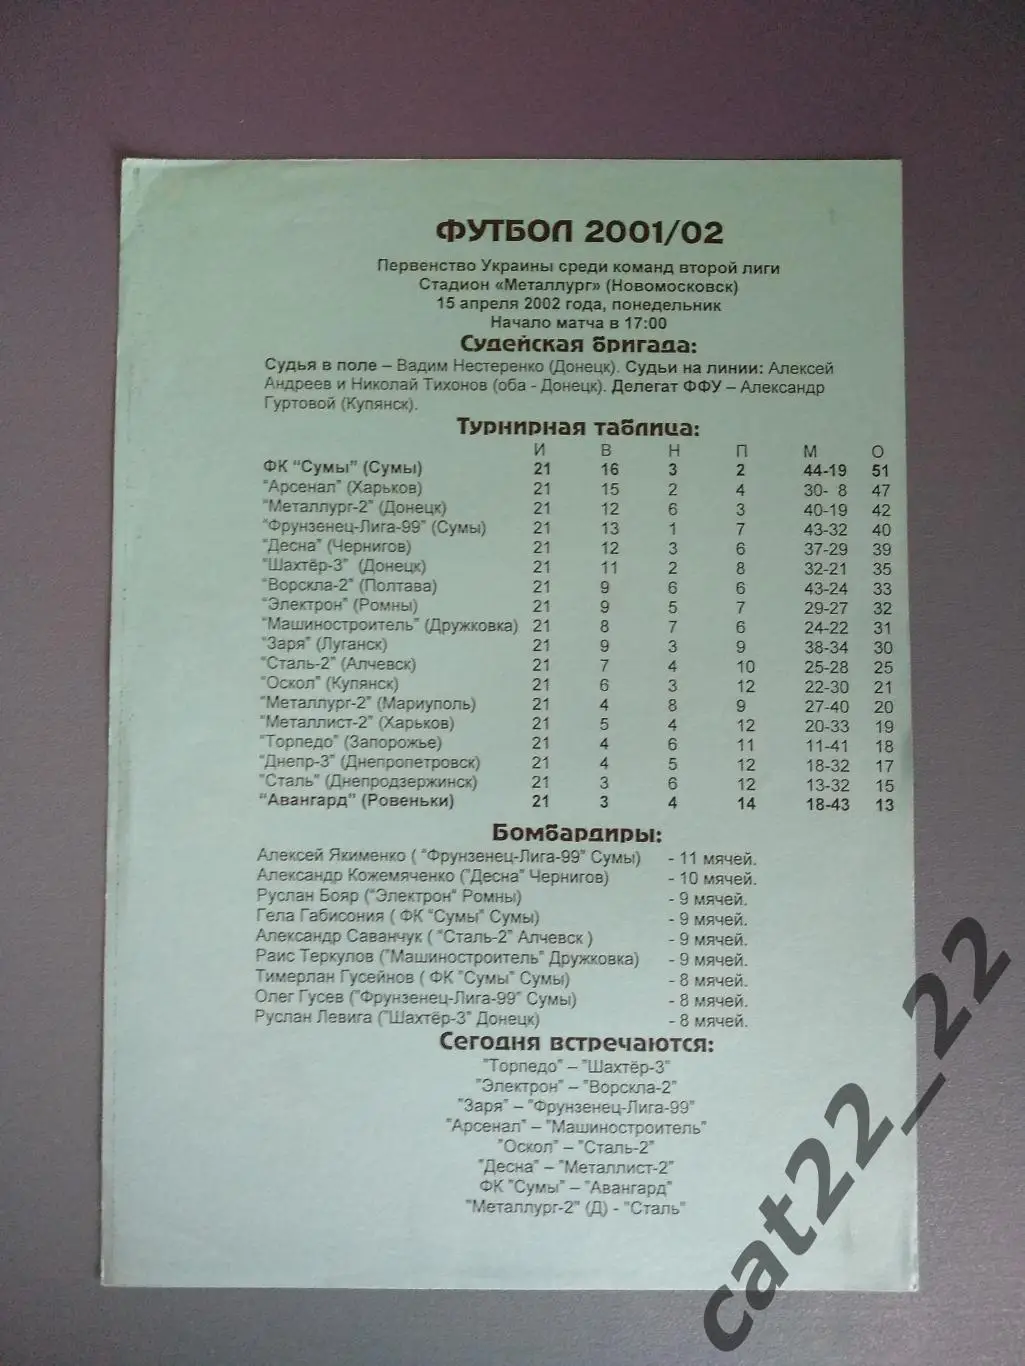 ФУТБОЛ 2001/02
Первенство Украины среди команд второй лиги
Стадион «Металлург» (Новомосковск)
15 апреля 2002 года, понедельник
Начало матча в 17:00
Судейская бригада:
Судья в поле – Вадим Нестеренко (Донецк). Судьи на линии: Алексей
Андреев и Николай Тихонов (оба - Донецк). Делегат ФФУ – Александр
Гуртовой (Купянск).
Турнирная таблица:
И В Н П М О
ФК "Сумы" (Сумы) 21 16 3 2 44-19 51
"Арсенал" (Харьков) 21 15 2 4 30- 8 47
"Металлург-2" (Донецк) 21 12 6 3 40-19 42
"Фрунзенец-Лига-99" (Сумы) 21 13 1 7 43-32 40
"Десна" (Чернигов) 21 12 3 6 37-29 39
"Шахтёр-3" (Донецк) 21 11 2 8 32-21 35
"Ворскла-2" (Полтава) 21 9 6 6 43-24 33
"Электрон" (Ромны) 21 9 5 7 29-27 32
"Машиностроитель" (Дружковка) 21 8 7 6 24-22 31
"Заря" (Луганск) 21 9 3 9 38-34 30
"Сталь-2" (Алчевск) 21 7 4 10 25-28 25
"Оскол" (Купянск) 21 6 3 12 22-30 21
"Металлург-2" (Мариуполь) 21 4 8 9 27-40 20
"Металлист-2" (Харьков) 21 5 4 12 20-33 19
"Торпедо" (Запорожье) 21 4 6 11 11-41 18
"Днепр-3" (Днепропетровск) 21 4 5 12 18-32 17
"Сталь" (Днепродзержинск) 21 3 6 12 13-32 15
"Авангард" (Ровеньки) 21 3 4 14 18-43 13
Бомбардиры:
Алексей Якименко ( "Фрунзенец-Лига-99" Сумы) - 11 мячей.
Александр Кожемяченко ("Десна" Чернигов) - 10 мячей.
Руслан Бояр ("Электрон" Ромны) - 9 мячей.
Гела Габисония ( ФК "Сумы" Сумы) - 9 мячей.
Александр Саванчук ( "Сталь-2" Алчевск ) - 9 мячей.
Раис Теркулов ("Машиностроитель" Дружковка) - 9 мячей.
Тимерлан Гусейнов ( ФК "Сумы" Сумы) - 8 мячей.
Олег Гусев ("Фрунзенец-Лига-99" Сумы) - 8 мячей.
Руслан Левига ("Шахтёр-3" Донецк) - 8 мячей.
Сегодня встречаются:
"Торпедо" – "Шахтёр-3"
"Электрон" – "Ворскла-2"
"Заря" – "Фрунзенец-Лига-99"
"Арсенал" – "Машиностроитель"
"Оскол" – "Сталь-2"
"Десна" – "Металлист-2"
ФК "Сумы" – "Авангард"
"Металлург-2" (Д) - "Сталь"
cat22__22